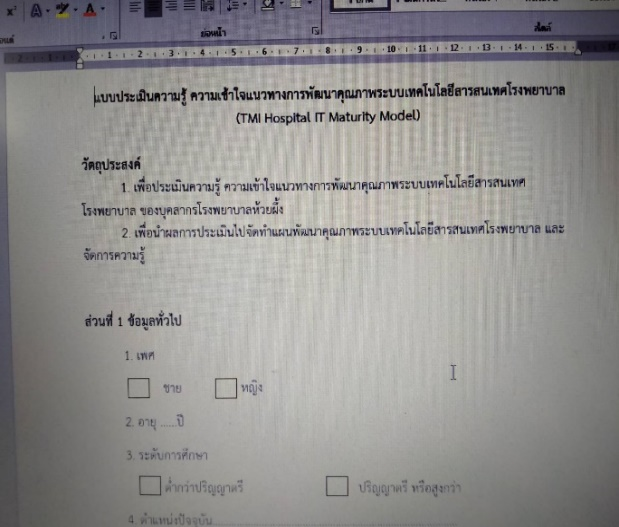 ย่อหน้า
1 2 3 4 5 6 7 8 9 10 11 12 13 14 15
แบบประเมินความรู้ ความเข้าใจแนวทางการพัฒนาคุณภาพระบบเทคโนโลยีสารสนเทศโรงพยาบาล
(TMI Hospital IT Maturity Model)
วัตถุประสงค์
1. เพื่อประเมินความรู้ ความเข้าใจแนวทางการพัฒนาคุณภาพระบบเทคโนโลยีสารสนเทศ
โรงพยาบาล ของบุคลากรโรงพยาบาลห้วยผึ้ง
2. เพื่อนำผลการประเมินไปจัดทำแผนพัฒนาคุณภาพระบบเทคโนโลยีสารสนเทศโรงพยาบาล และ
จัดการความรู้
ส่วนที่ 1 ข้อมูลทั่วไป
1. เพศ
ชาย หญิง
2. อายุ ......ปี
3. ระดับการศึกษา
ต่ำกว่าปริญญาตรี ปริญญาตรี หรือสูงกว่า
4. ตำแหน่งปัจจุบัน